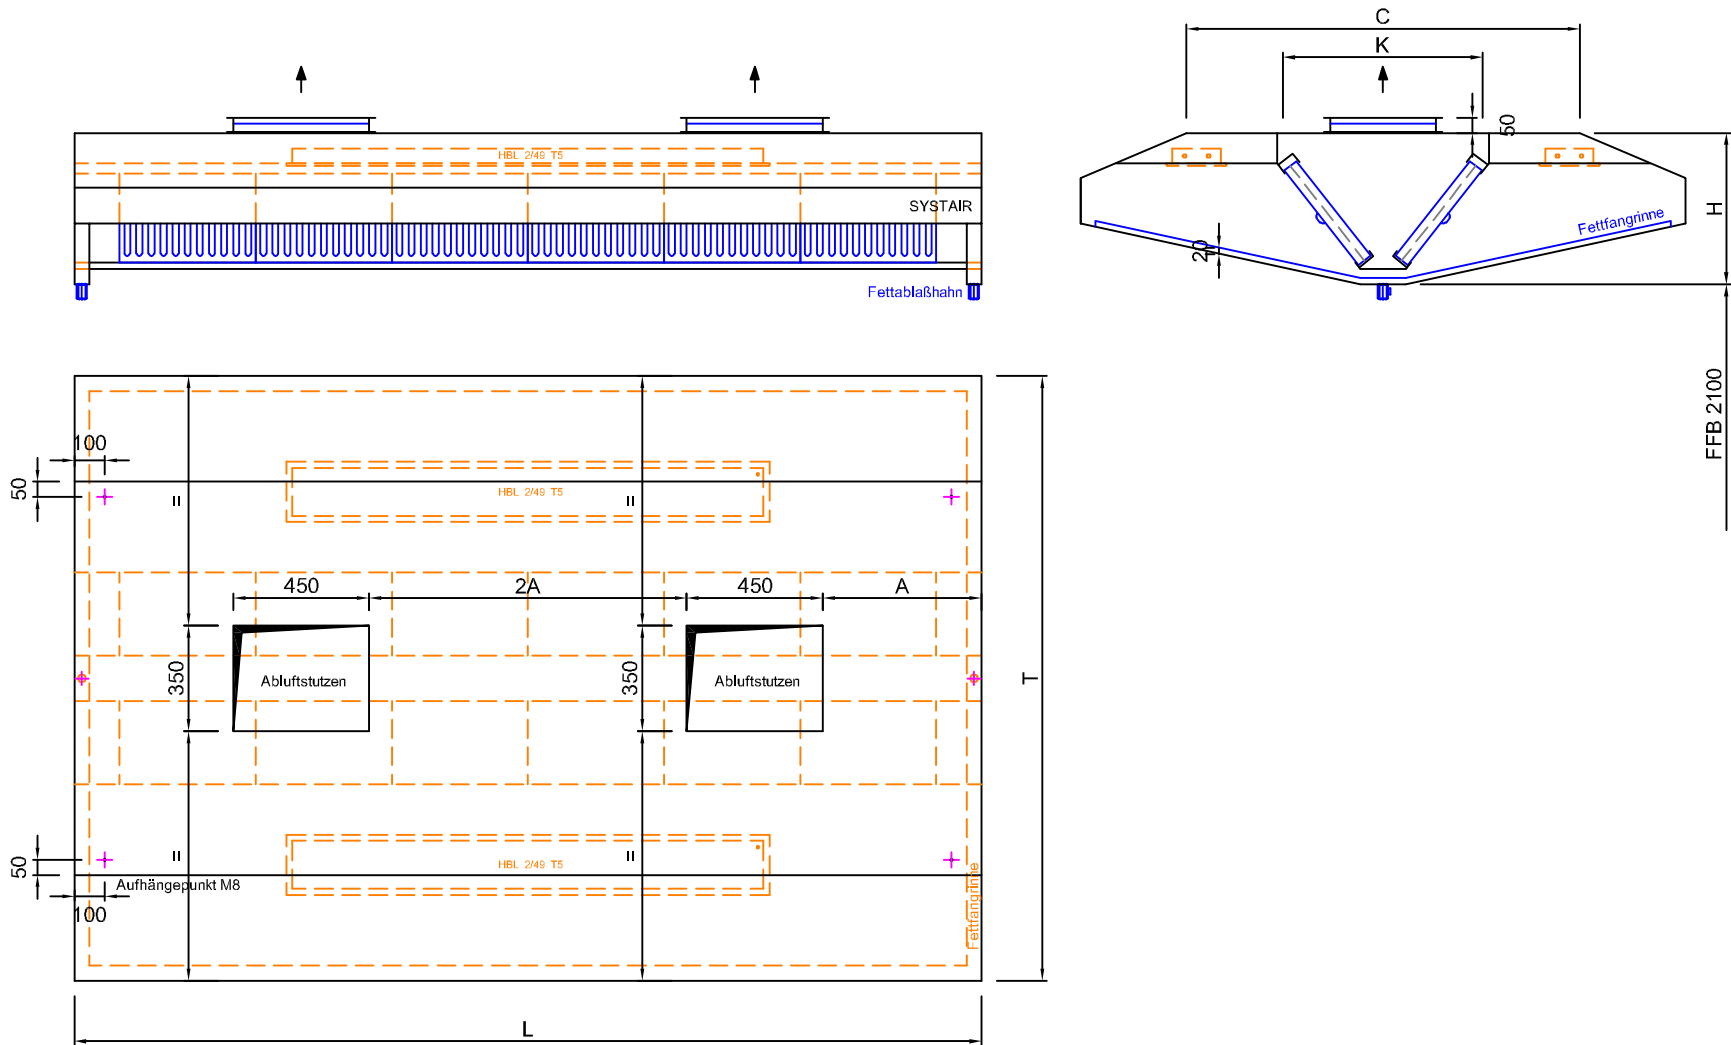 C
K
50
HBL 2/49 T5
SYSTAIR
H
Fettfangrinne
20
Fettablaßhahn
FFB 2100
100
50
=
=
HBL 2/49 T5
450
2A
450
A
350
350
Abluftstutzen
Abluftstutzen
T
50
=
=
HBL 2/49 T5
Aufhängepunkt M8
100
Fettfangrinne
L